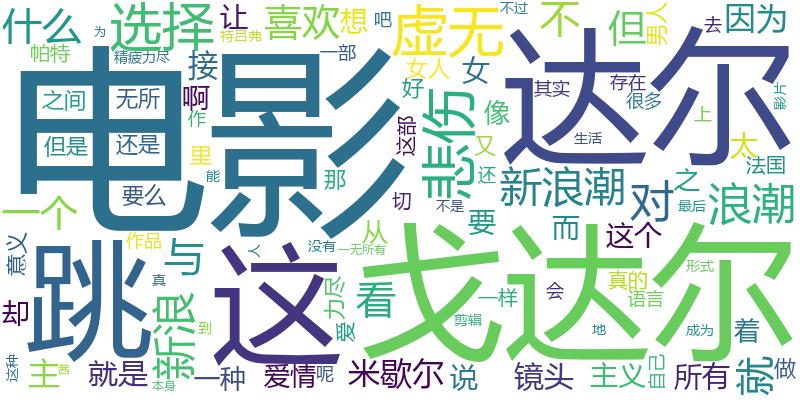 什么
选择
让
喜欢
想
吧
虚无
不过
不
但
男人
去
因为
帕特
为
精疲力尽
特吕弗
接
一部
女人
女
好
其实
存在
很多
影片
电影
之间
无所
啊
作
但是
还是
达尔
这部
悲伤
像
又
还
上
生活
太
法国
里
能
那
要么
切
不是
新浪潮
对
之
最后
浪潮
一个
作品
与
从
要
而
这个
意义
没有
一无所有
人
真
跳
这
戈达尔
力尽
看
一样
会
真的
语言
形式
却
新浪
到
爱
剪辑
地
成为
着
这种
主
茜
就是
本身
一种
爱情
呢
米歇尔
说
镜头
主义
自己
所有
就
做